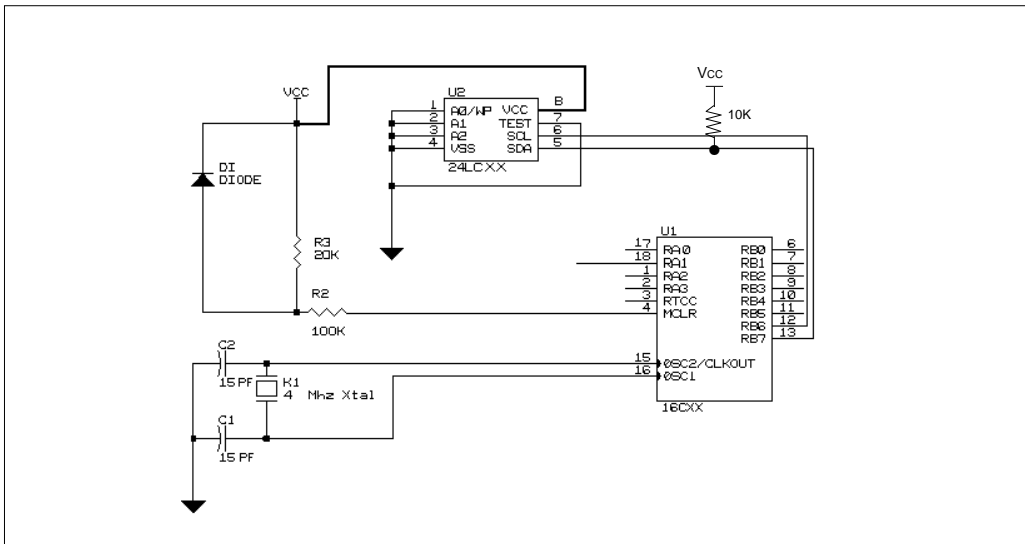 VCC
U2
1 A0/WP VCC 8
2 A1 TEST 7
3 A2 SCL 6
4 VSS SDA 5
24LCXX
Vcc
10K
DI
DIODE
R3
20K
R2
100K
U1
17 RA0 RB0 6
18 RA1 RB1 7
1 RA2 RB2 8
2 RA3 RB3 9
3 RTCC RB4 10
4 MCLR RB5 11
RB6 12
RB7 13
15 OSC2/CLKOUT
16 OSC1
16CXX
C2
15 PF
K1
4 Mhz Xtal
C1
15 PF